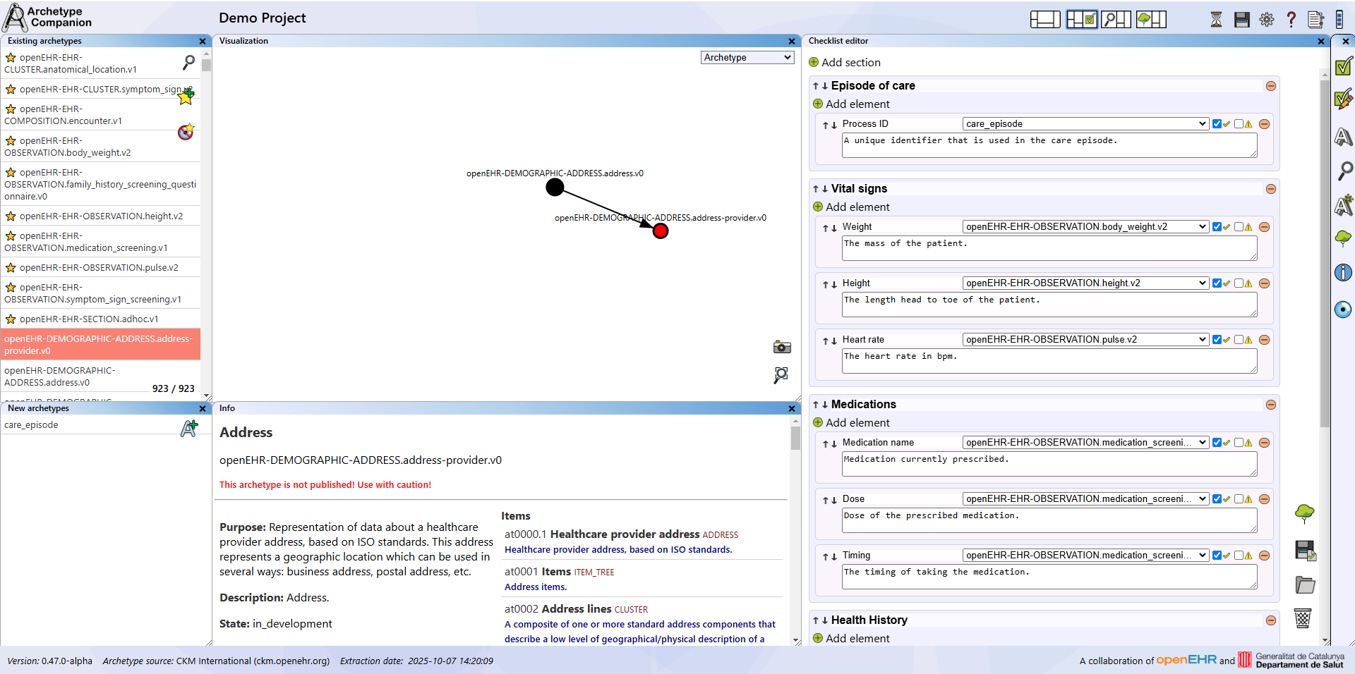 Archetype
Companion
Demo Project
Existing archetypes
openEHR-EHR-
CLUSTER.anatomical_location.v1
openEHR-EHR-CLUSTER.symptom_sign.v2
openEHR-EHR-
COMPOSITION.encounter.v1
openEHR-EHR-
OBSERVATION.body_weight.v2
openEHR-EHR-
OBSERVATION.family_history_screening_questi
onnaire.v0
openEHR-EHR-OBSERVATION.height.v2
openEHR-EHR-
OBSERVATION.medication_screening.v1
openEHR-EHR-OBSERVATION.pulse.v2
openEHR-EHR-
OBSERVATION.symptom_sign_screening.v1
openEHR-EHR-SECTION.adhoc.v1
openEHR-DEMOGRAPHIC-ADDRESS.address-
provider.v0
openEHR-DEMOGRAPHIC-
ADDRESS.address.v0
923 / 923
New archetypes
care_episode
Visualization
Archetype
openEHR-DEMOGRAPHIC-ADDRESS.address.v0
openEHR-DEMOGRAPHIC-ADDRESS.address-provider.v0
Info
Address
openEHR-DEMOGRAPHIC-ADDRESS.address-provider.v0
This archetype is not published! Use with caution!
Purpose: Representation of data about a healthcare
provider address, based on ISO standards. This address
represents a geographic location which can be used in
several ways: business address, postal address, etc.
Description: Address.
State: in_development
Items
at0000.1 Healthcare provider address ADDRESS
Healthcare provider address, based on ISO standards.
at0001 Items ITEM_TREE
Address items.
at0002 Address lines CLUSTER
A composite of one or more standard address components that
describe a low level of geographical/physical description of a
Checklist editor
Add section
Episode of care
Add element
Process ID care_episode
A unique identifier that is used in the care episode.
Vital signs
Add element
Weight openEHR-EHR-OBSERVATION.body_weight.v2
The mass of the patient.
Height openEHR-EHR-OBSERVATION.height.v2
The length head to toe of the patient.
Heart rate openEHR-EHR-OBSERVATION.pulse.v2
The heart rate in bpm.
Medications
Add element
Medication name openEHR-EHR-OBSERVATION.medication_screeni...
Medication currently prescribed.
Dose openEHR-EHR-OBSERVATION.medication_screeni...
Dose of the prescribed medication.
Timing openEHR-EHR-OBSERVATION.medication_screeni...
The timing of taking the medication.
Health History
Add element
Version: 0.47.0-alpha Archetype source: CKM International (ckm.openehr.org) Extraction date: 2025-10-07 14:20:09
A collaboration of openEHR and Generalitat de Catalunya
Departament de Salut